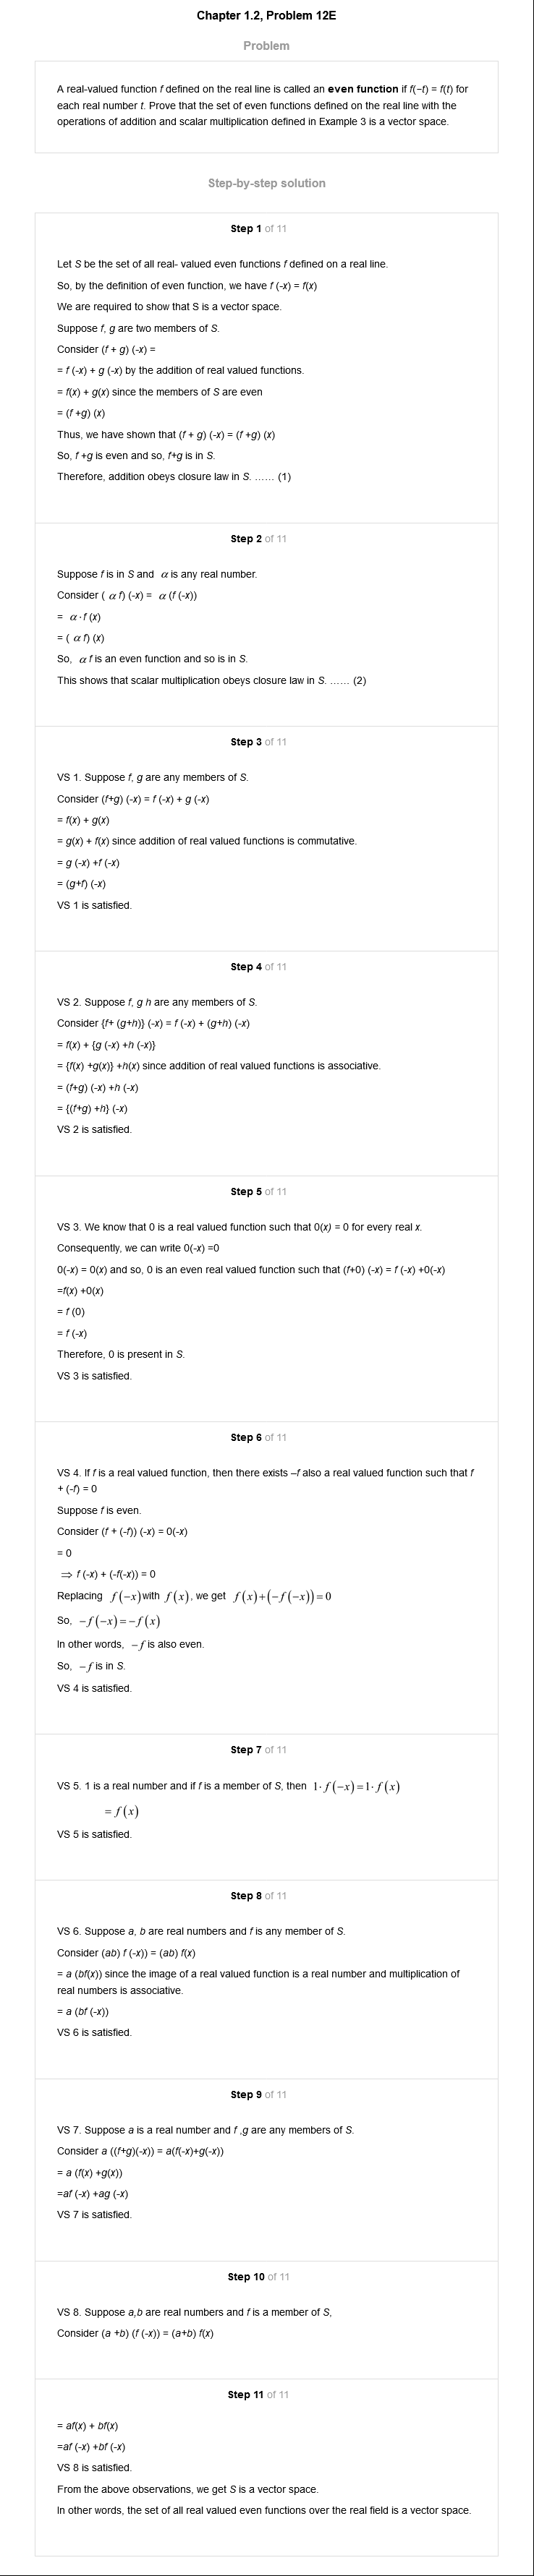 Chapter 1.2, Problem 12E
Problem
A real-valued function f defined on the real line is called an even function if f(−t) = f(t) for
each real number t. Prove that the set of even functions defined on the real line with the
operations of addition and scalar multiplication defined in Example 3 is a vector space.
Step-by-step solution
Step 1 of 11
Let S be the set of all real- valued even functions f defined on a real line.
So, by the definition of even function, we have f (-x) = f(x)
We are required to show that S is a vector space.
Suppose f, g are two members of S.
Consider (f + g) (-x) =
= f (-x) + g (-x) by the addition of real valued functions.
= f(x) + g(x) since the members of S are even
= (f +g) (x)
Thus, we have shown that (f + g) (-x) = (f +g) (x)
So, f +g is even and so, f+g is in S.
Therefore, addition obeys closure law in S. …... (1)
Step 2 of 11
Suppose f is in S and α is any real number.
Consider ( α f) (-x) = α (f (-x))
= α · f (x)
= ( α f) (x)
So, α f is an even function and so is in S.
This shows that scalar multiplication obeys closure law in S. …... (2)
Step 3 of 11
VS 1. Suppose f, g are any members of S.
Consider (f+g) (-x) = f (-x) + g (-x)
= f(x) + g(x)
= g(x) + f(x) since addition of real valued functions is commutative.
= g (-x) +f (-x)
= (g+f) (-x)
VS 1 is satisfied.
Step 4 of 11
VS 2. Suppose f, g h are any members of S.
Consider {f+ (g+h)} (-x) = f (-x) + (g+h) (-x)
= f(x) + {g (-x) +h (-x)}
= {f(x) +g(x)} +h(x) since addition of real valued functions is associative.
= (f+g) (-x) +h (-x)
= {(f+g) +h} (-x)
VS 2 is satisfied.
Step 5 of 11
VS 3. We know that 0 is a real valued function such that 0(x) = 0 for every real x.
Consequently, we can write 0(-x) =0
0(-x) = 0(x) and so, 0 is an even real valued function such that (f+0) (-x) = f (-x) +0(-x)
=f(x) +0(x)
= f (0)
= f (-x)
Therefore, 0 is present in S.
VS 3 is satisfied.
Step 6 of 11
VS 4. If f is a real valued function, then there exists –f also a real valued function such that f
+ (-f) = 0
Suppose f is even.
Consider (f + (-f)) (-x) = 0(-x)
= 0
⇒ f (-x) + (-f(-x)) = 0
Replacing f(−x) with f(x), we get f(x)+(−f(−x))=0
So, −f(−x)=−f(x)
In other words, −f is also even.
So, −f is in S.
VS 4 is satisfied.
Step 7 of 11
VS 5. 1 is a real number and if f is a member of S, then 1·f(−x)=1·f(x)
=f(x)
VS 5 is satisfied.
Step 8 of 11
VS 6. Suppose a, b are real numbers and f is any member of S.
Consider (ab) f (-x)) = (ab) f(x)
= a (bf(x)) since the image of a real valued function is a real number and multiplication of
real numbers is associative.
= a (bf (-x))
VS 6 is satisfied.
Step 9 of 11
VS 7. Suppose a is a real number and f ,g are any members of S.
Consider a ((f+g)(-x)) = a(f(-x)+g(-x))
= a (f(x) +g(x))
=af (-x) +ag (-x)
VS 7 is satisfied.
Step 10 of 11
VS 8. Suppose a,b are real numbers and f is a member of S,
Consider (a +b) (f (-x)) = (a+b) f(x)
Step 11 of 11
= af(x) + bf(x)
=af (-x) +bf (-x)
VS 8 is satisfied.
From the above observations, we get S is a vector space.
In other words, the set of all real valued even functions over the real field is a vector space.